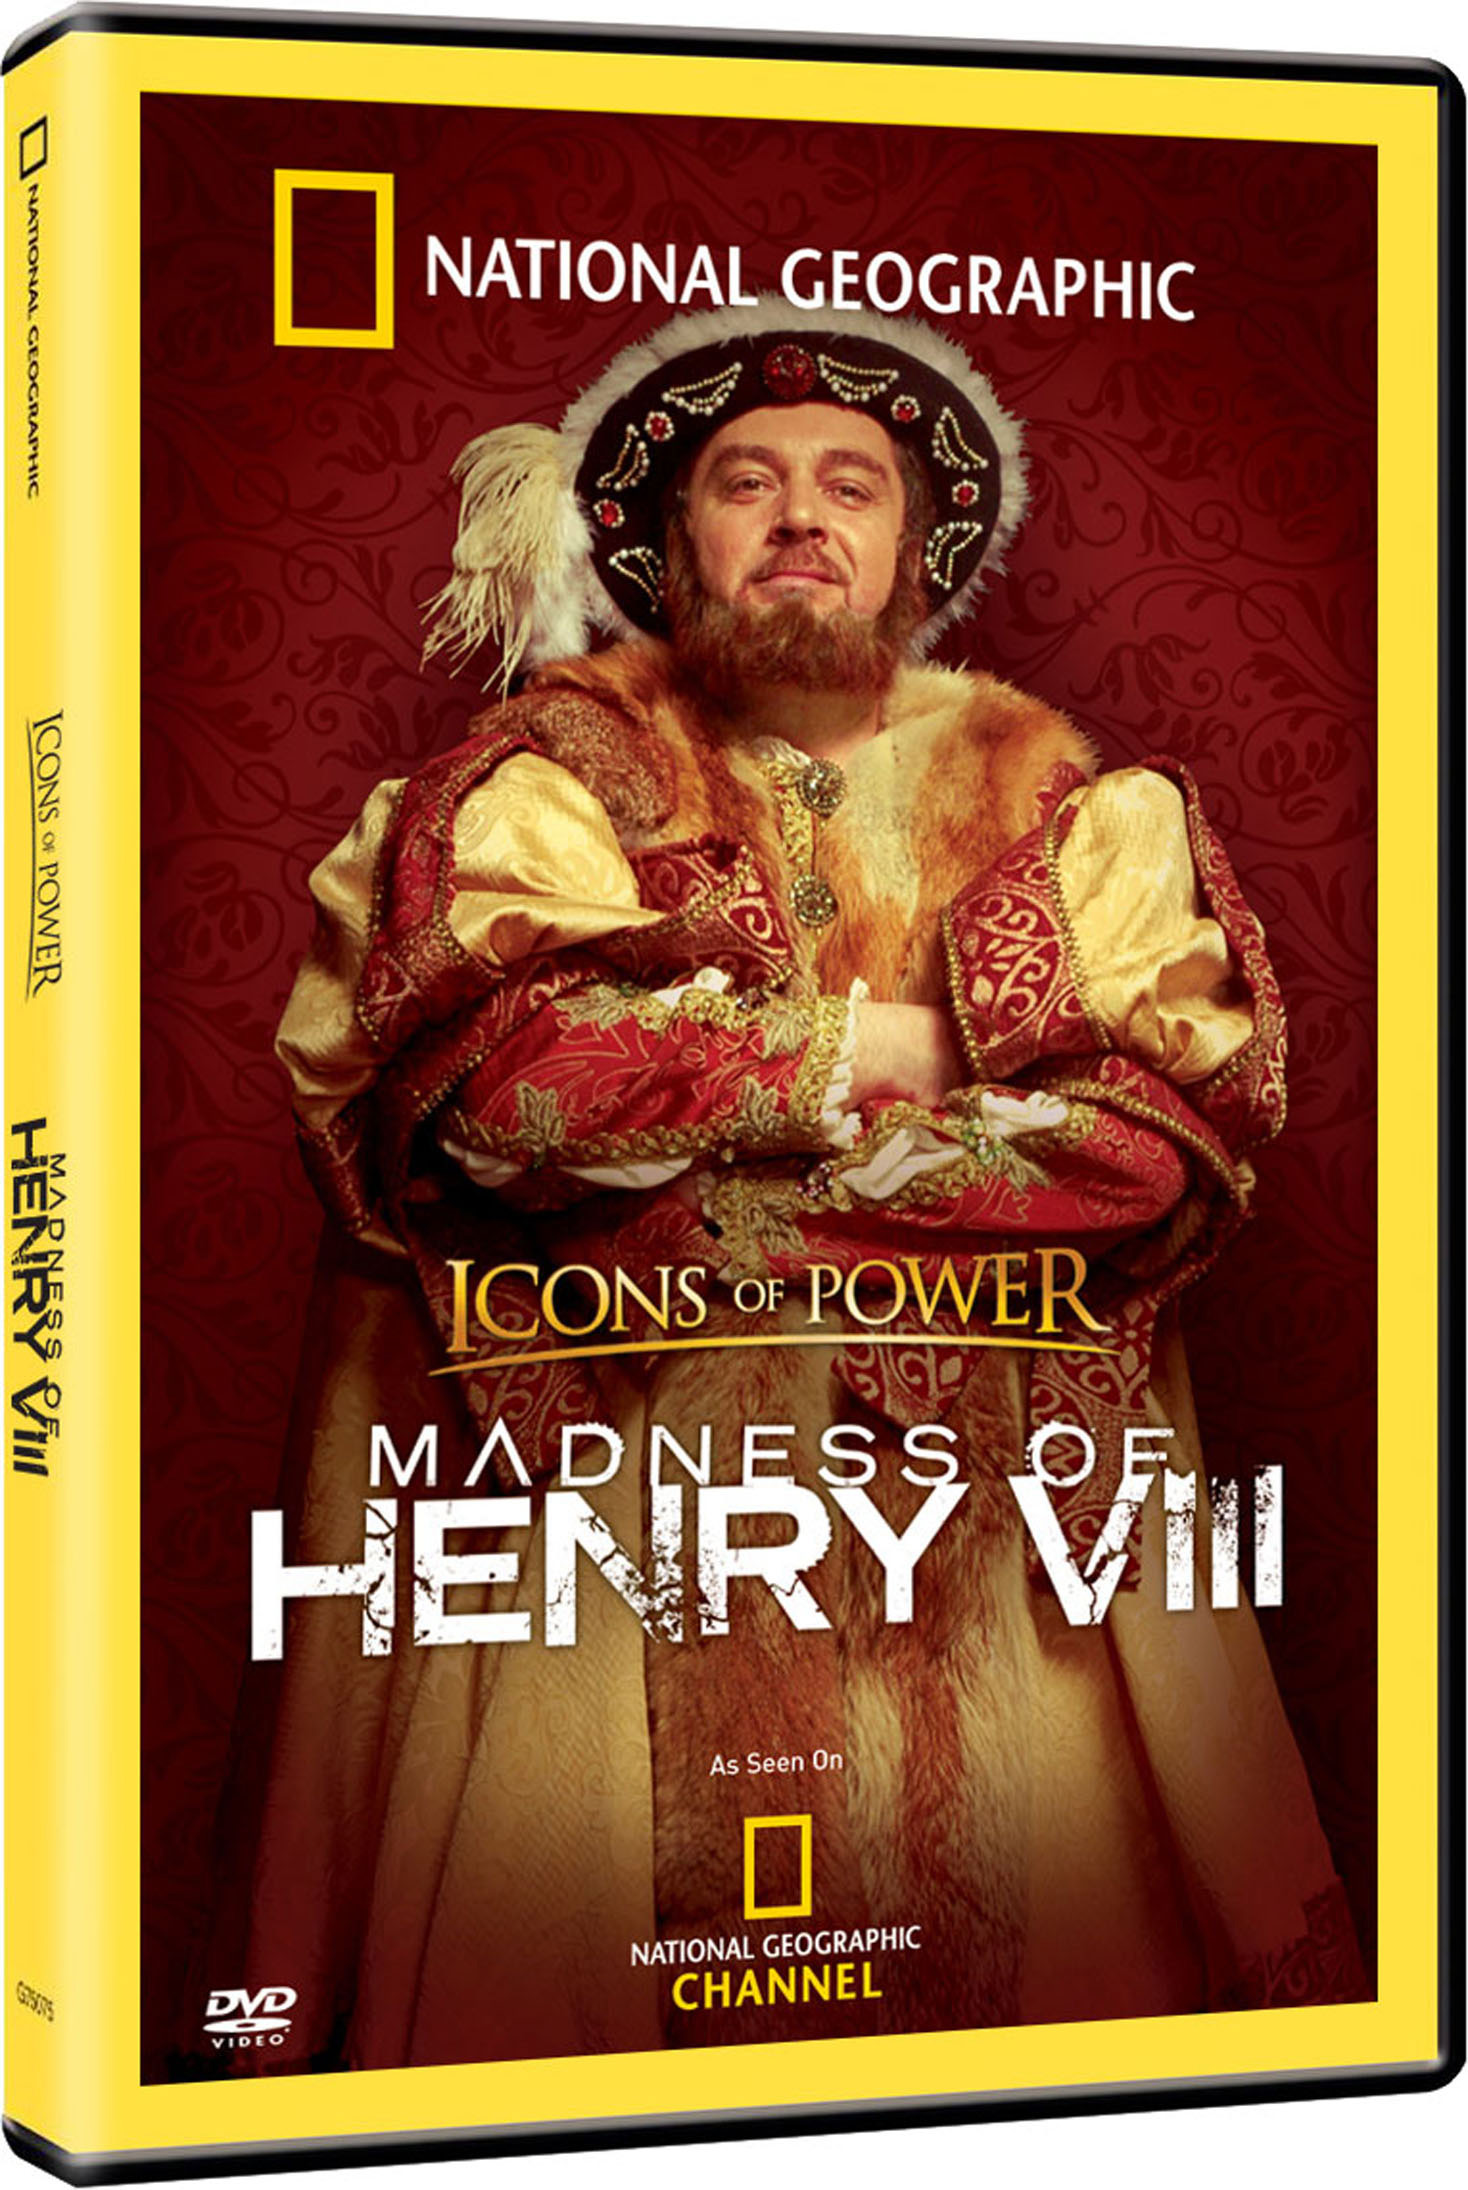 NATIONAL GEOGRAPHIC
ICONS OF POWER
MADNESS OF
HENRY VIII
As Seen On
NATIONAL GEOGRAPHIC
CHANNEL
DVD
VIDEO
NATIONAL GEOGRAPHIC
ICONS OF POWER
MADNESS OF
HENRY VIII